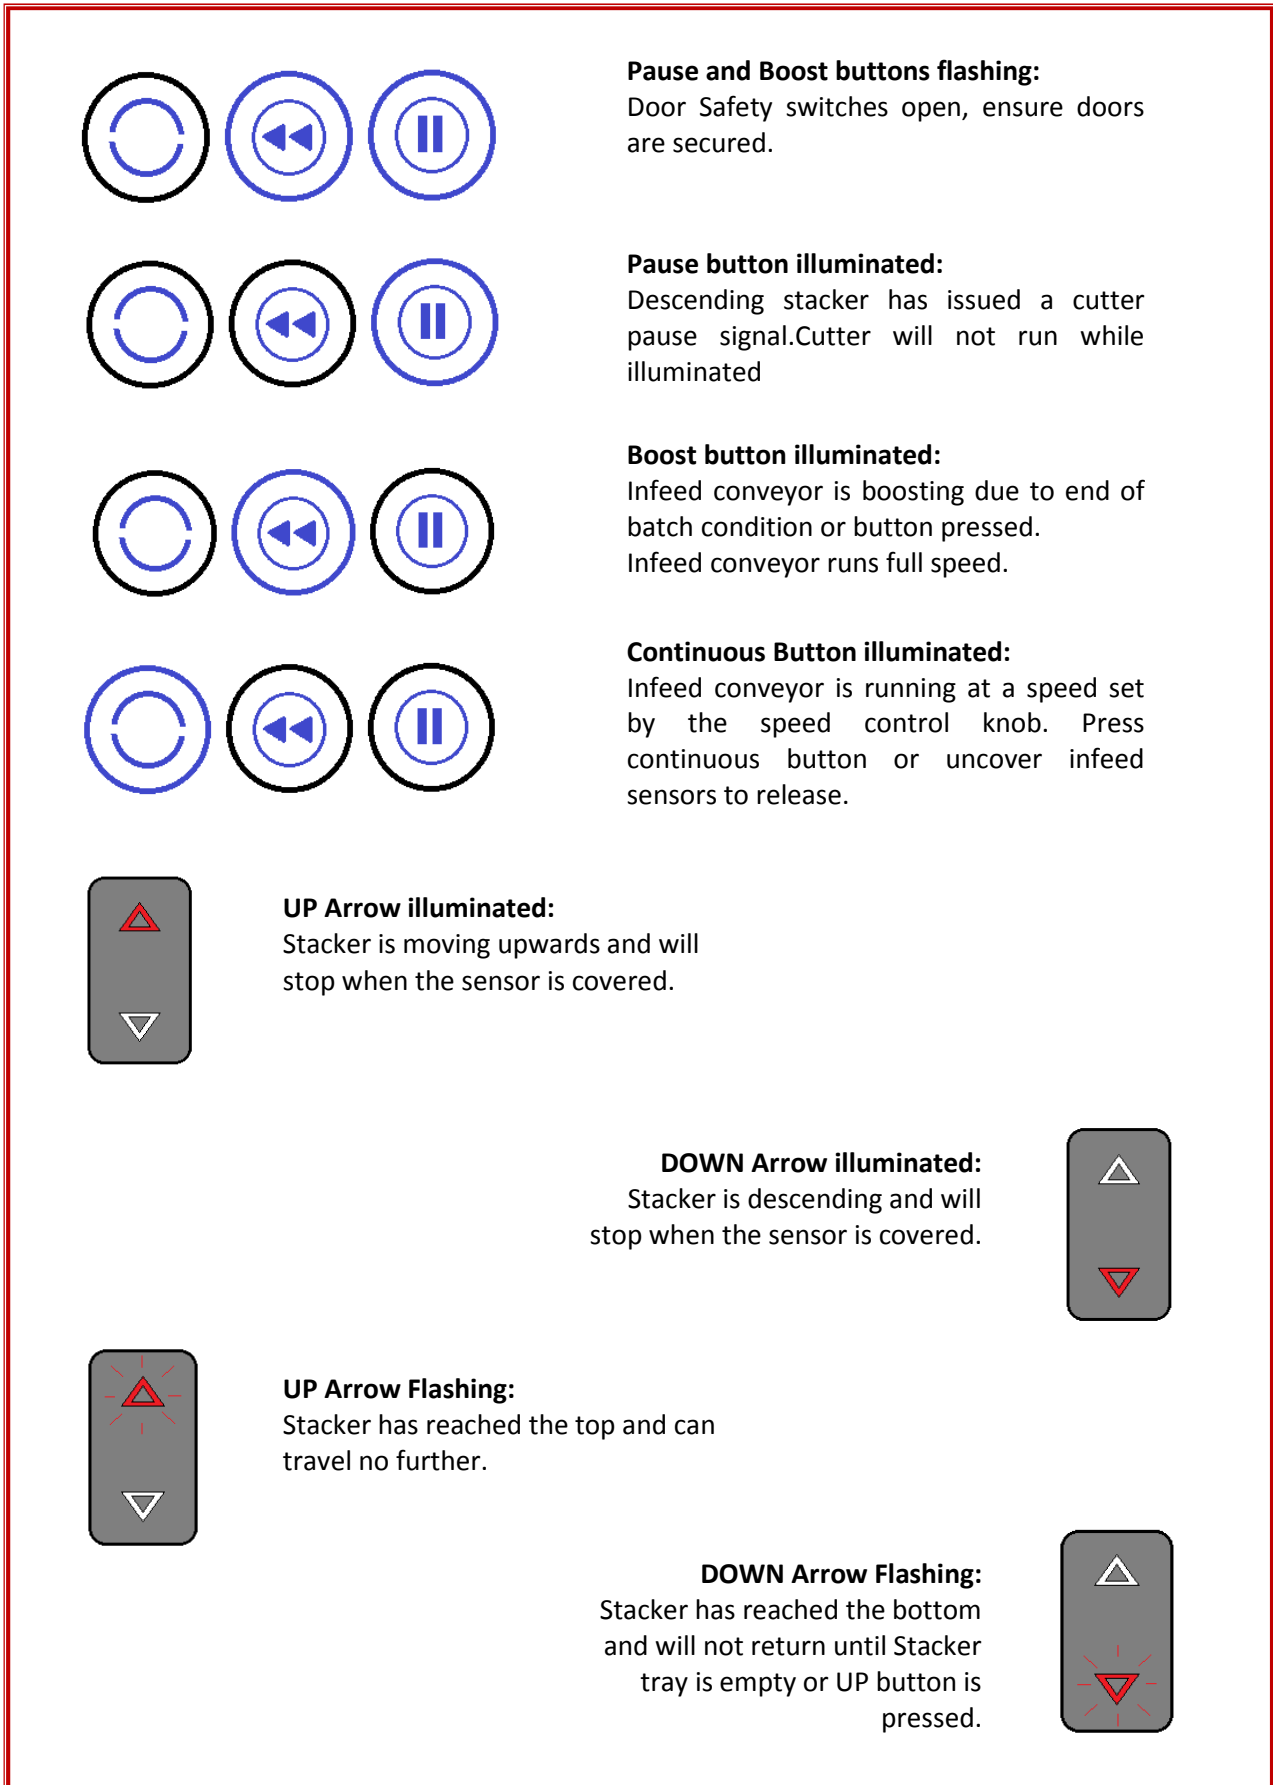 Pause and Boost buttons flashing:
Door Safety switches open, ensure doors
are secured.
Pause button illuminated:
Descending stacker has issued a cutter
pause signal.Cutter will not run while
illuminated
Boost button illuminated:
Infeed conveyor is boosting due to end of
batch condition or button pressed.
Infeed conveyor runs full speed.
Continuous Button illuminated:
Infeed conveyor is running at a speed set
by the speed control knob. Press
continuous button or uncover infeed
sensors to release.
UP Arrow illuminated:
Stacker is moving upwards and will
stop when the sensor is covered.
DOWN Arrow illuminated:
Stacker is descending and will
stop when the sensor is covered.
UP Arrow Flashing:
Stacker has reached the top and can
travel no further.
DOWN Arrow Flashing:
Stacker has reached the bottom
and will not return until Stacker
tray is empty or UP button is
pressed.